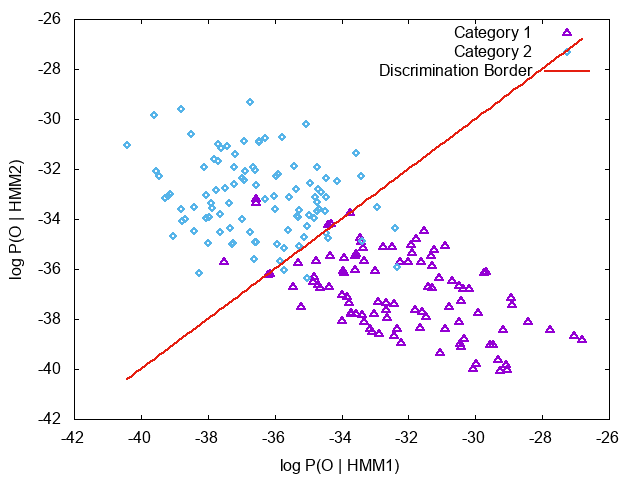 -26
-28
-30
-32
-34
-36
-38
-40
-42
-42 -40 -38 -36 -34 -32 -30 -28 -26
log P(O | HMM2)
log P(O | HMM1)
Category 1
Category 2
Discrimination Border